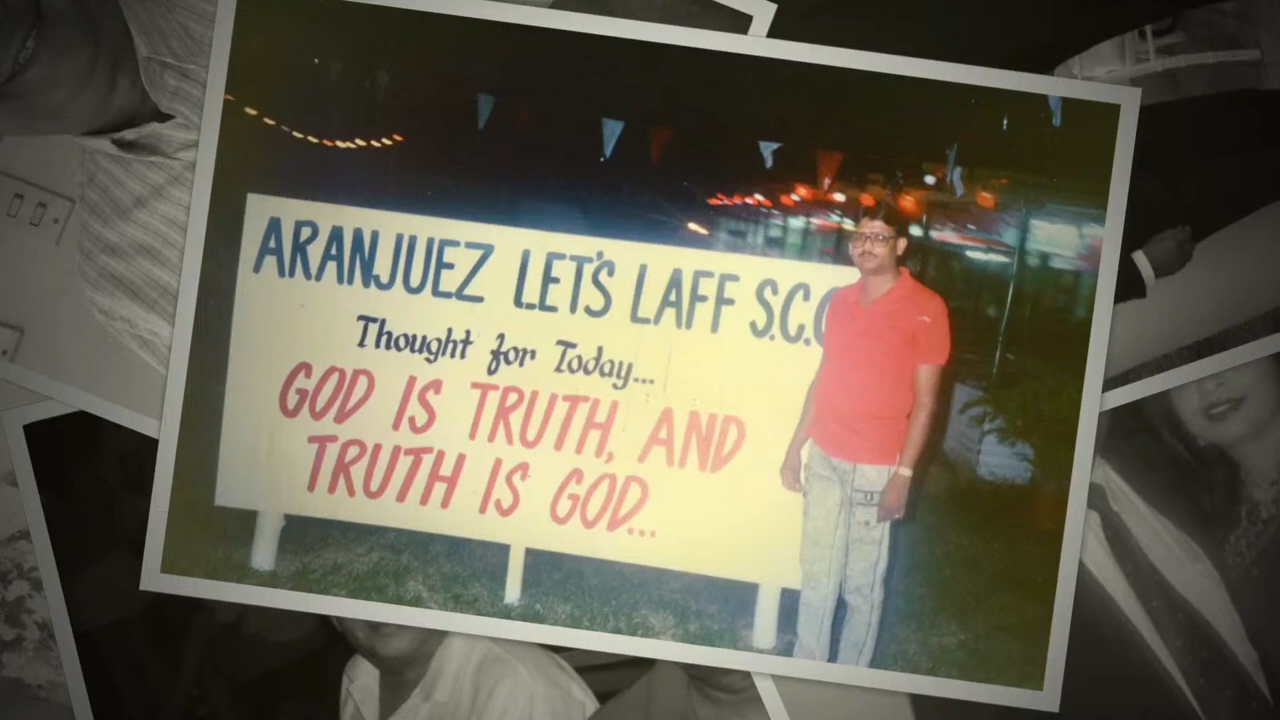 ARANJUEZ LET'S LAFF S.C.
Thought for Today...
GOD IS TRUTH, AND
TRUTH IS GOD...